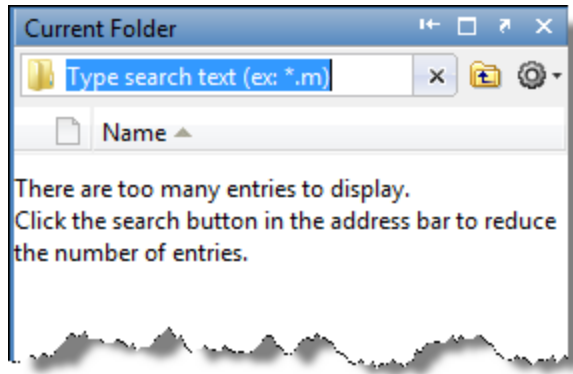 Current Folder
Type search text (ex: *.m)
Name
There are too many entries to display.
Click the search button in the address bar to reduce
the number of entries.